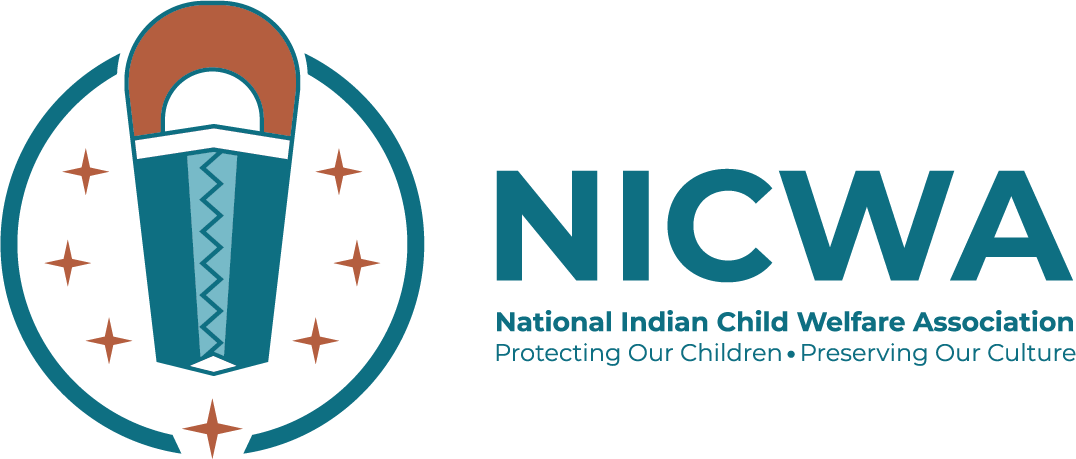 NICWA
National Indian Child Welfare Association
Protecting Our Children • Preserving Our Culture